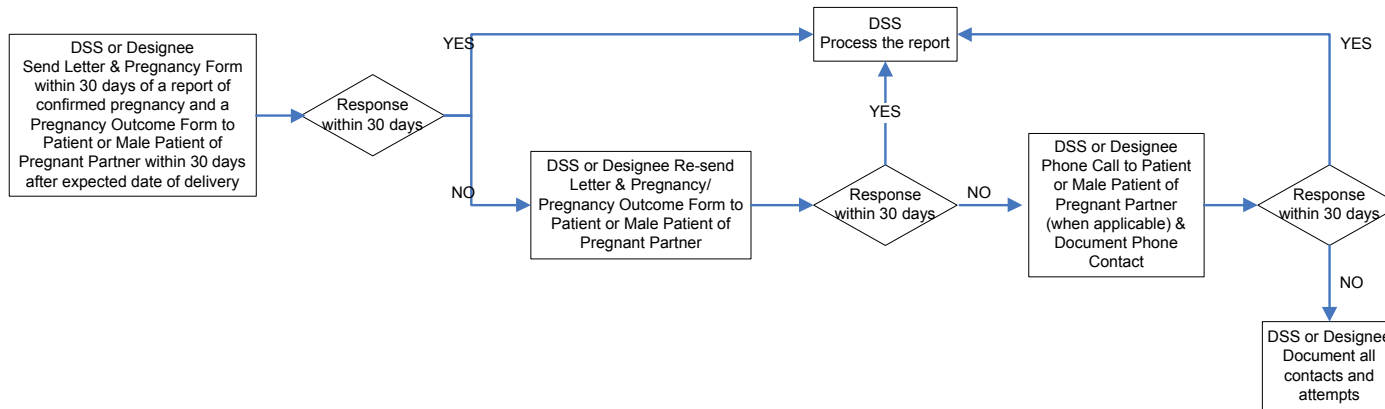 DSS or Designee
Send Letter & Pregnancy Form
within 30 days of a report of
confirmed pregnancy and a
Pregnancy Outcome Form to
Patient or Male Patient of
Pregnant Partner within 30 days
after expected date of delivery
Response
within 30 days
YES
NO
DSS
Process the report
DSS or Designee Re-send
Letter & Pregnancy/
Pregnancy Outcome Form to
Patient or Male Patient of
Pregnant Partner
YES
Response
within 30 days
NO
DSS or Designee
Phone Call to Patient
or Male Patient of
Pregnant Partner
(when applicable) &
Document Phone
Contact
YES
Response
within 30 days
NO
DSS or Designee
Document all
contacts and
attempts